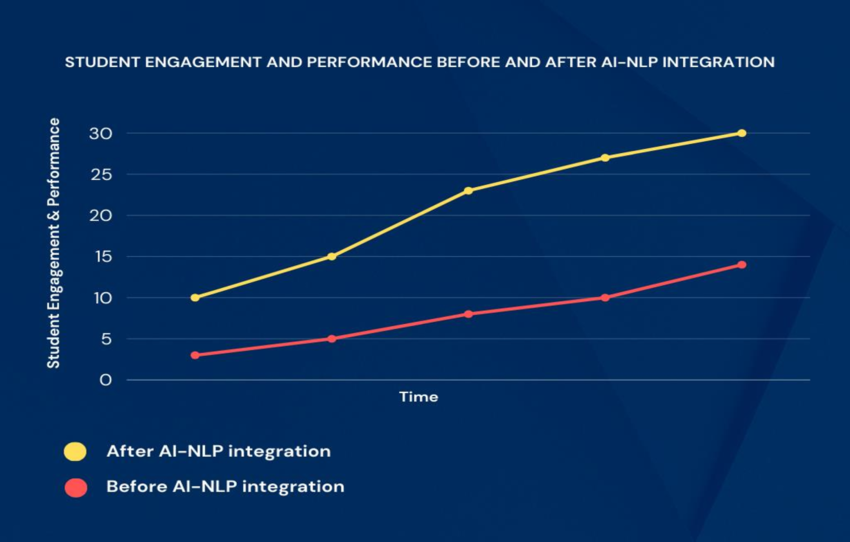 STUDENT ENGAGEMENT AND PERFORMANCE BEFORE AND AFTER AI-NLP INTEGRATION
Student Engagement & Performance
30
25
20
15
10
5
0
Time
After AI-NLP integration
Before AI-NLP integration